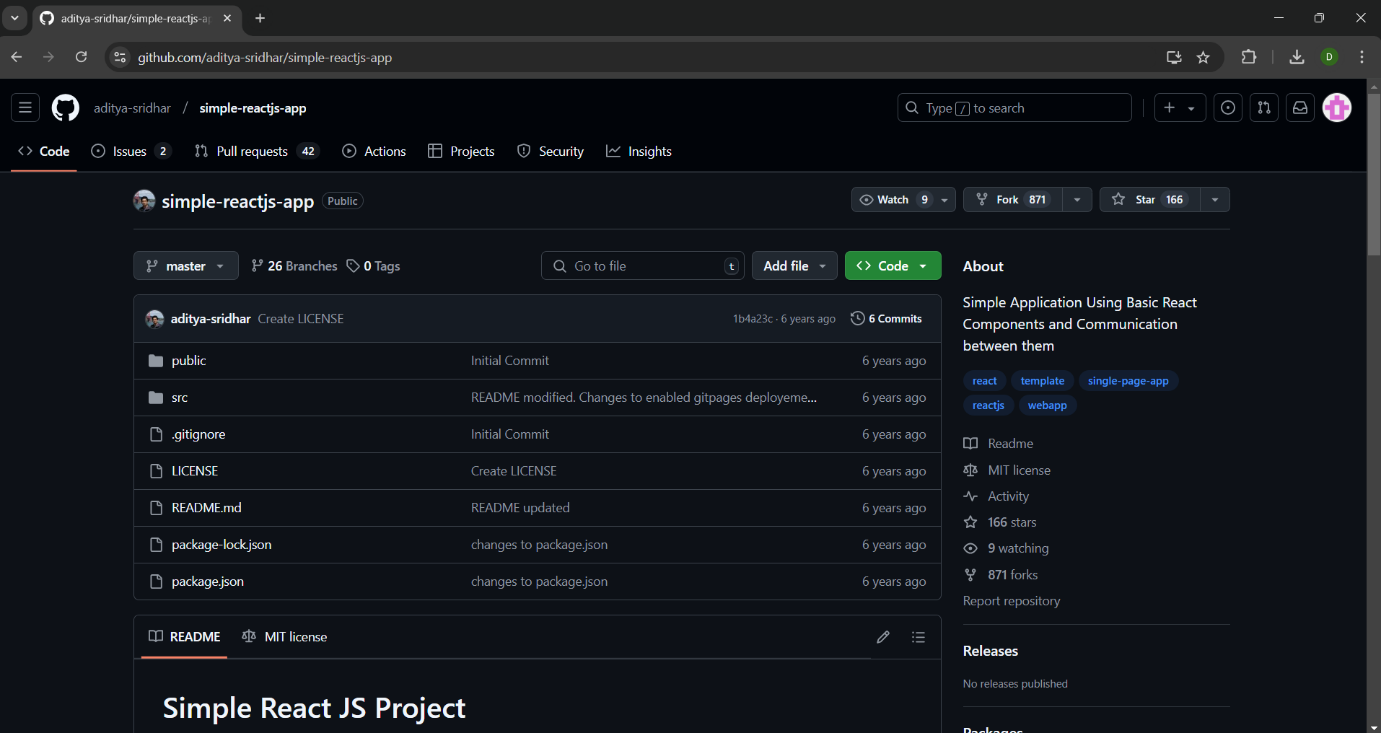 aditya-sridhar/simple-reactjs-a
github.com/aditya-sridhar/simple-reactjs-app
D
aditya-sridhar / simple-reactjs-app
Type / to search
Code Issues 2 Pull requests 42 Actions Projects Security Insights
simple-reactjs-app Public
Watch 9 Fork 871 Star 166
master 26 Branches 0 Tags Go to file t Add file Code
aditya-sridhar Create LICENSE 1b4a23c · 6 years ago 6 Commits
public Initial Commit 6 years ago
src README modified. Changes to enabled gitpages deployeme... 6 years ago
.gitignore Initial Commit 6 years ago
LICENSE Create LICENSE 6 years ago
README.md README updated 6 years ago
package-lock.json changes to package.json 6 years ago
package.json changes to package.json 6 years ago
README MIT license
Simple React JS Project
About
Simple Application Using Basic React
Components and Communication
between them
react template single-page-app
reactjs webapp
Readme
MIT license
Activity
166 stars
9 watching
871 forks
Report repository
Releases
No releases published
Packages